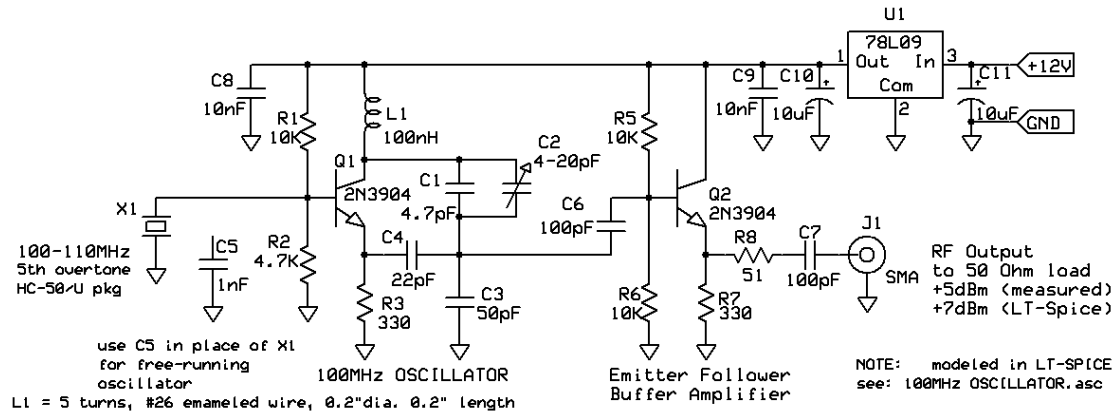 U1
78L09
1 Out In 3
Com
2
+12V
GND
C8
10nF
R1
10K
L1
100nH
C9
10nF
C10
10uF
C11
10uF
R5
10K
Q1
2N3904
C2
4-20pF
C1
4.7pF
Q2
2N3904
C6
100pF
X1
100-110MHz
5th overtone
HC-50/U pkg
C5
1nF
R2
4.7K
C4
22pF
R3
330
C3
50pF
R6
10K
R8
51
C7
100pF
J1
SMA
R7
330
RF Output
to 50 Ohm load
+5dBm (measured)
+7dBm (LT-Spice)
use C5 in place of X1
for free-running
oscillator
100MHz OSCILLATOR
Emitter Follower
Buffer Amplifier
NOTE: modeled in LT-SPICE
see: 100MHz OSCILLATOR.asc
L1 = 5 turns, #26 emameled wire, 0.2"dia. 0.2" length